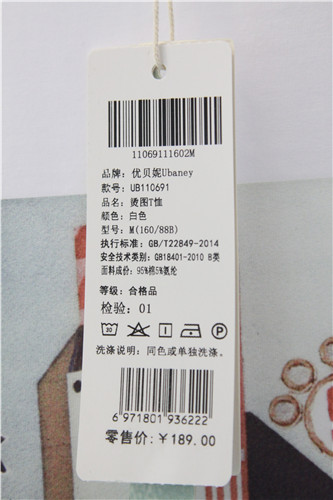 11069111602M
品牌: 优贝妮Ubaney
款号: UB110691
品名: 烫图T恤
颜色: 白色
型号: M(160/88B)
执行标准: GB/T22849-2014
安全技术类别: GB18401-2010 B类
面料成份: 95%棉5%氨纶
等级: 合格品
检验: 01
30 P
洗涤说明: 同色或单独洗涤.
6 971801 936222
零售价: ¥189.00